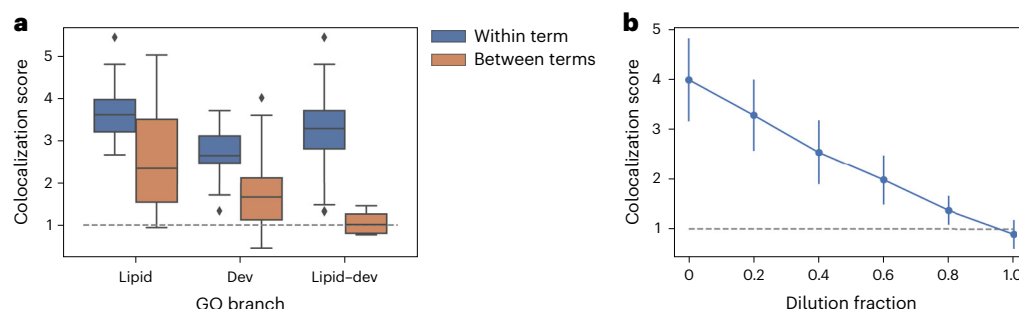 a
Colocalization score
5
4
3
2
1
Lipid
Dev
Lipid–dev
GO branch
Within term
Between terms
b
Colocalization score
5
4
3
2
1
0
0.2
0.4
0.6
0.8
1.0
Dilution fraction